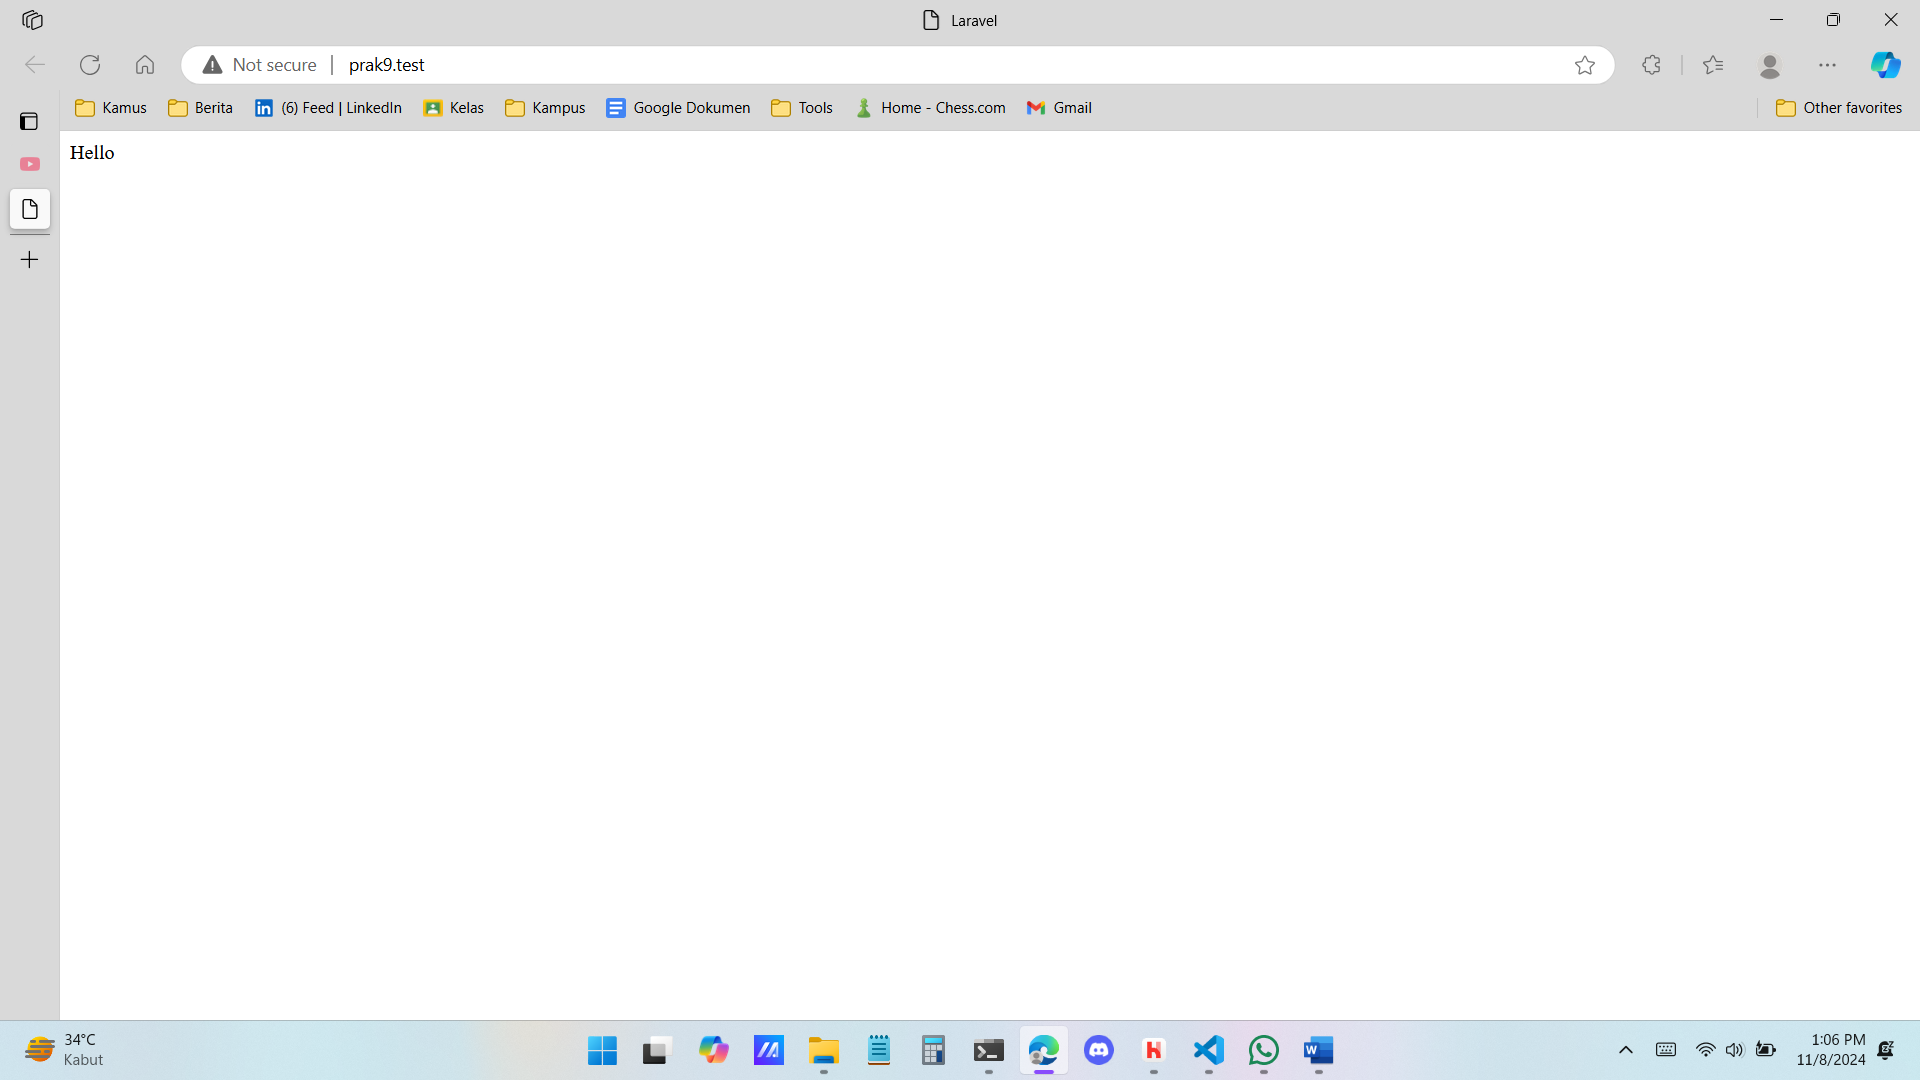 Laravel
Not secure prak9.test
Kamus Berita (6) Feed | LinkedIn Kelas Kampus Google Dokumen Tools Home - Chess.com Gmail Other favorites
Hello
34°C
Kabut
1:06 PM
11/8/2024